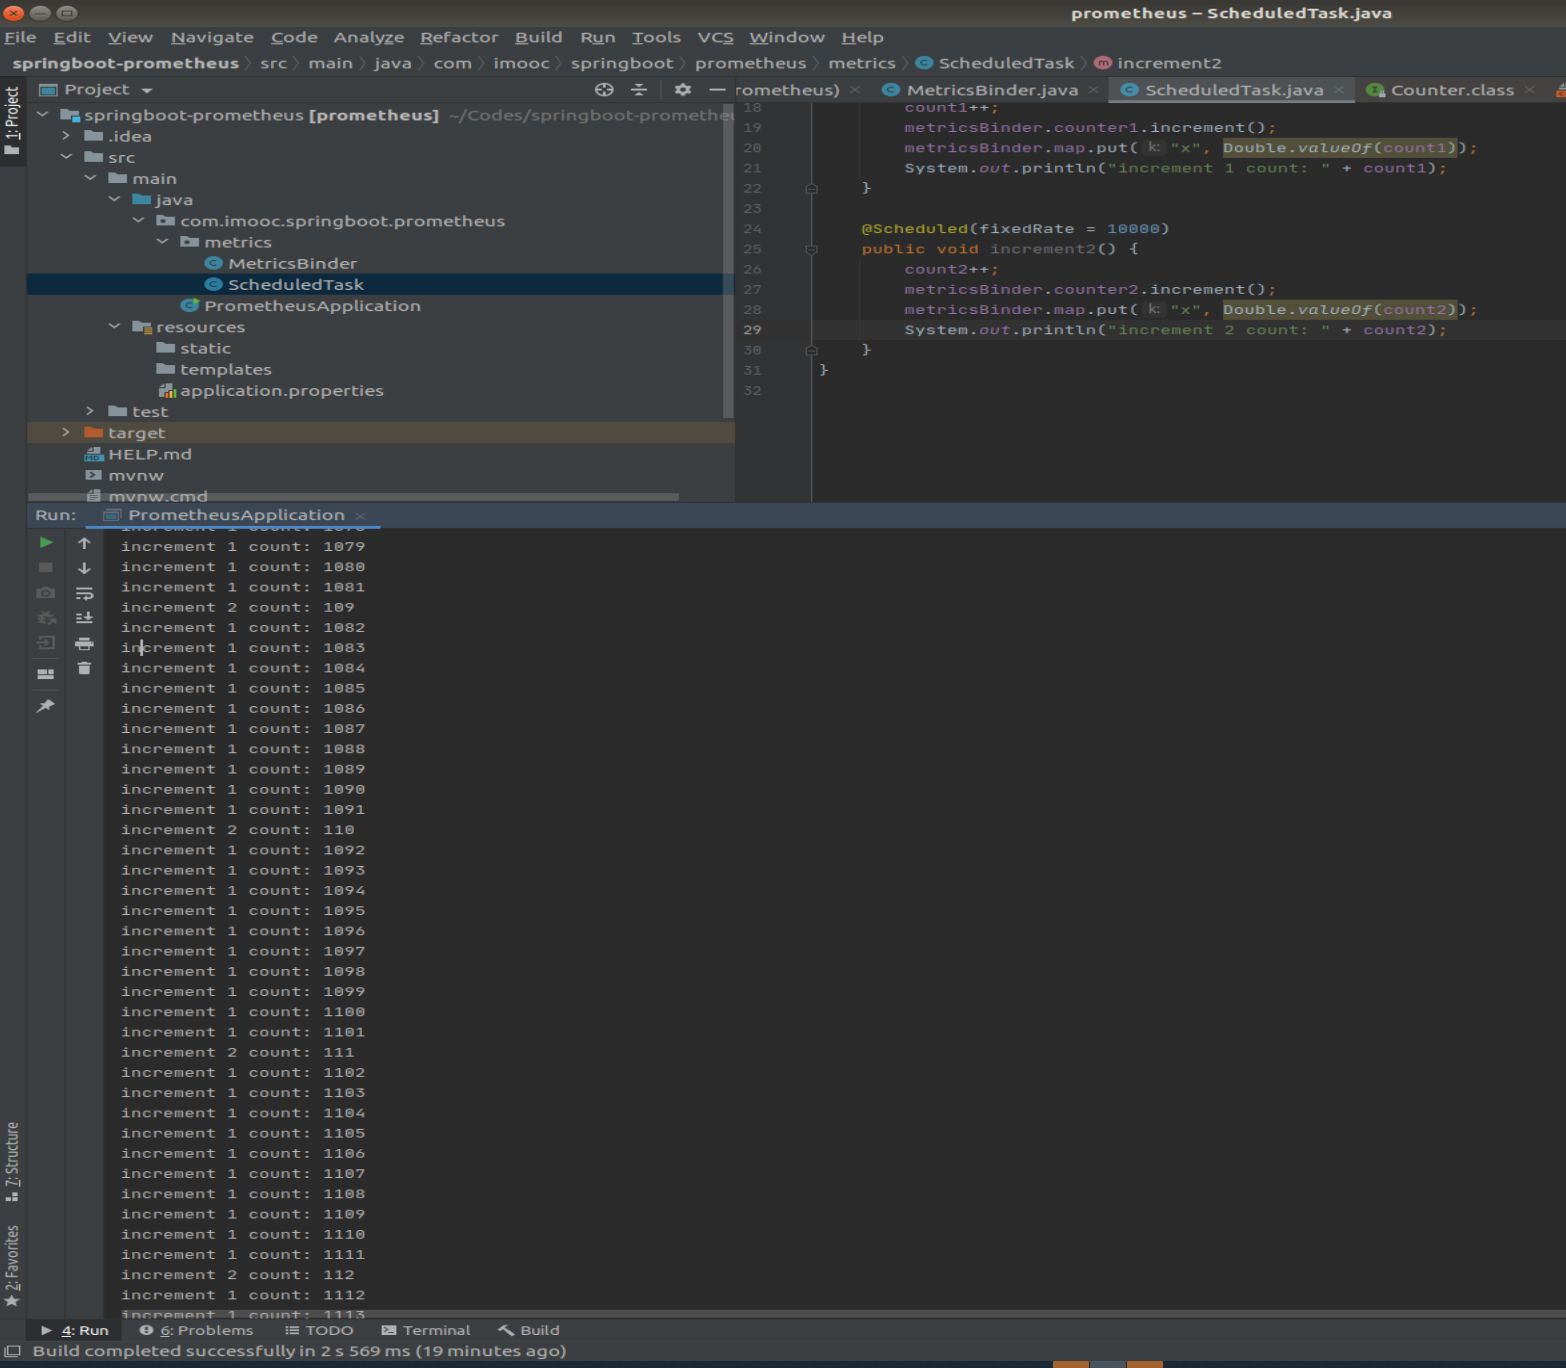 prometheus – ScheduledTask.java
File Edit View Navigate Code Analyze Refactor Build Run Tools VCS Window Help
springboot-prometheus src main java com imooc springboot prometheus metrics ScheduledTask increment2
Project
rometheus) MetricsBinder.java ScheduledTask.java Counter.class
1: Project
springboot-prometheus [prometheus] ~/Codes/springboot-prometheu
.idea
src
main
java
com.imooc.springboot.prometheus
metrics
MetricsBinder
ScheduledTask
PrometheusApplication
resources
static
templates
application.properties
test
target
HELP.md
mvnw
mvnw.cmd
18 count1++;
19 metricsBinder.counter1.increment();
20 metricsBinder.map.put( k: "x", Double.valueOf(count1));
21 System.out.println("increment 1 count: " + count1);
22 }
23
24 @Scheduled(fixedRate = 10000)
25 public void increment2() {
26 count2++;
27 metricsBinder.counter2.increment();
28 metricsBinder.map.put( k: "x", Double.valueOf(count2));
29 System.out.println("increment 2 count: " + count2);
30 }
31 }
32
Run: PrometheusApplication
increment 1 count: 1078
increment 1 count: 1079
increment 1 count: 1080
increment 1 count: 1081
increment 2 count: 109
increment 1 count: 1082
increment 1 count: 1083
increment 1 count: 1084
increment 1 count: 1085
increment 1 count: 1086
increment 1 count: 1087
increment 1 count: 1088
increment 1 count: 1089
increment 1 count: 1090
increment 1 count: 1091
increment 2 count: 110
increment 1 count: 1092
increment 1 count: 1093
increment 1 count: 1094
increment 1 count: 1095
increment 1 count: 1096
increment 1 count: 1097
increment 1 count: 1098
increment 1 count: 1099
increment 1 count: 1100
increment 1 count: 1101
increment 2 count: 111
increment 1 count: 1102
increment 1 count: 1103
increment 1 count: 1104
increment 1 count: 1105
increment 1 count: 1106
increment 1 count: 1107
increment 1 count: 1108
increment 1 count: 1109
increment 1 count: 1110
increment 1 count: 1111
increment 2 count: 112
increment 1 count: 1112
increment 1 count: 1113
7: Structure
2: Favorites
4: Run 6: Problems TODO Terminal Build
Build completed successfully in 2 s 569 ms (19 minutes ago)